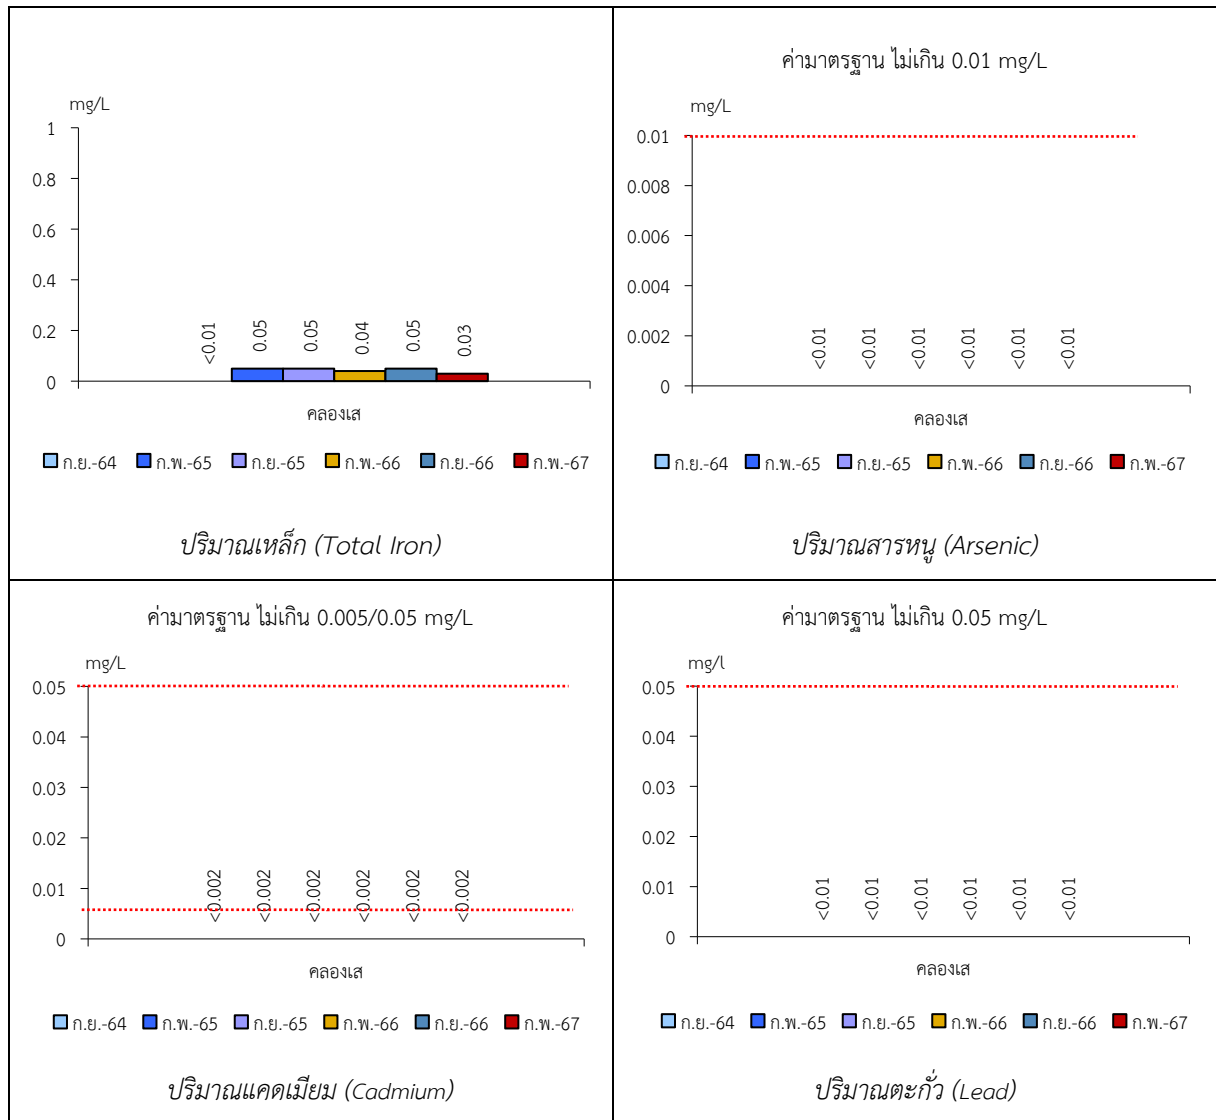 mg/L
1
0.8
0.6
0.4
0.2
0
<0.01
0.05
0.05
0.04
0.05
0.03
คลองเส
ก.ย.-64 ก.พ.-65 ก.ย.-65 ก.พ.-66 ก.ย.-66 ก.พ.-67
ปริมาณเหล็ก (Total Iron)
ค่ามาตรฐาน ไม่เกิน 0.01 mg/L
mg/L
0.01
0.008
0.006
0.004
0.002
0
<0.01
<0.01
<0.01
<0.01
<0.01
<0.01
คลองเส
ก.ย.-64 ก.พ.-65 ก.ย.-65 ก.พ.-66 ก.ย.-66 ก.พ.-67
ปริมาณสารหนู (Arsenic)
ค่ามาตรฐาน ไม่เกิน 0.005/0.05 mg/L
mg/L
0.05
0.04
0.03
0.02
0.01
0
<0.002
<0.002
<0.002
<0.002
<0.002
<0.002
คลองเส
ก.ย.-64 ก.พ.-65 ก.ย.-65 ก.พ.-66 ก.ย.-66 ก.พ.-67
ปริมาณแคดเมียม (Cadmium)
ค่ามาตรฐาน ไม่เกิน 0.05 mg/L
mg/l
0.05
0.04
0.03
0.02
0.01
0
<0.01
<0.01
<0.01
<0.01
<0.01
<0.01
คลองเส
ก.ย.-64 ก.พ.-65 ก.ย.-65 ก.พ.-66 ก.ย.-66 ก.พ.-67
ปริมาณตะกั่ว (Lead)